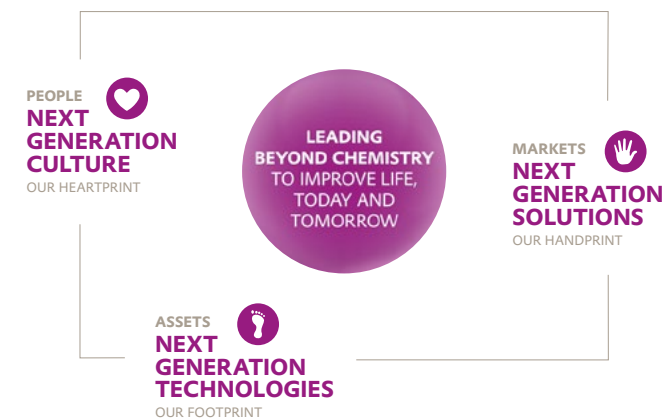 PEOPLE
NEXT
GENERATION
CULTURE
OUR HEARTPRINT
LEADING
BEYOND CHEMISTRY
TO IMPROVE LIFE,
TODAY AND
TOMORROW
MARKETS
NEXT
GENERATION
SOLUTIONS
OUR HANDPRINT
ASSETS
NEXT
GENERATION
TECHNOLOGIES
OUR FOOTPRINT